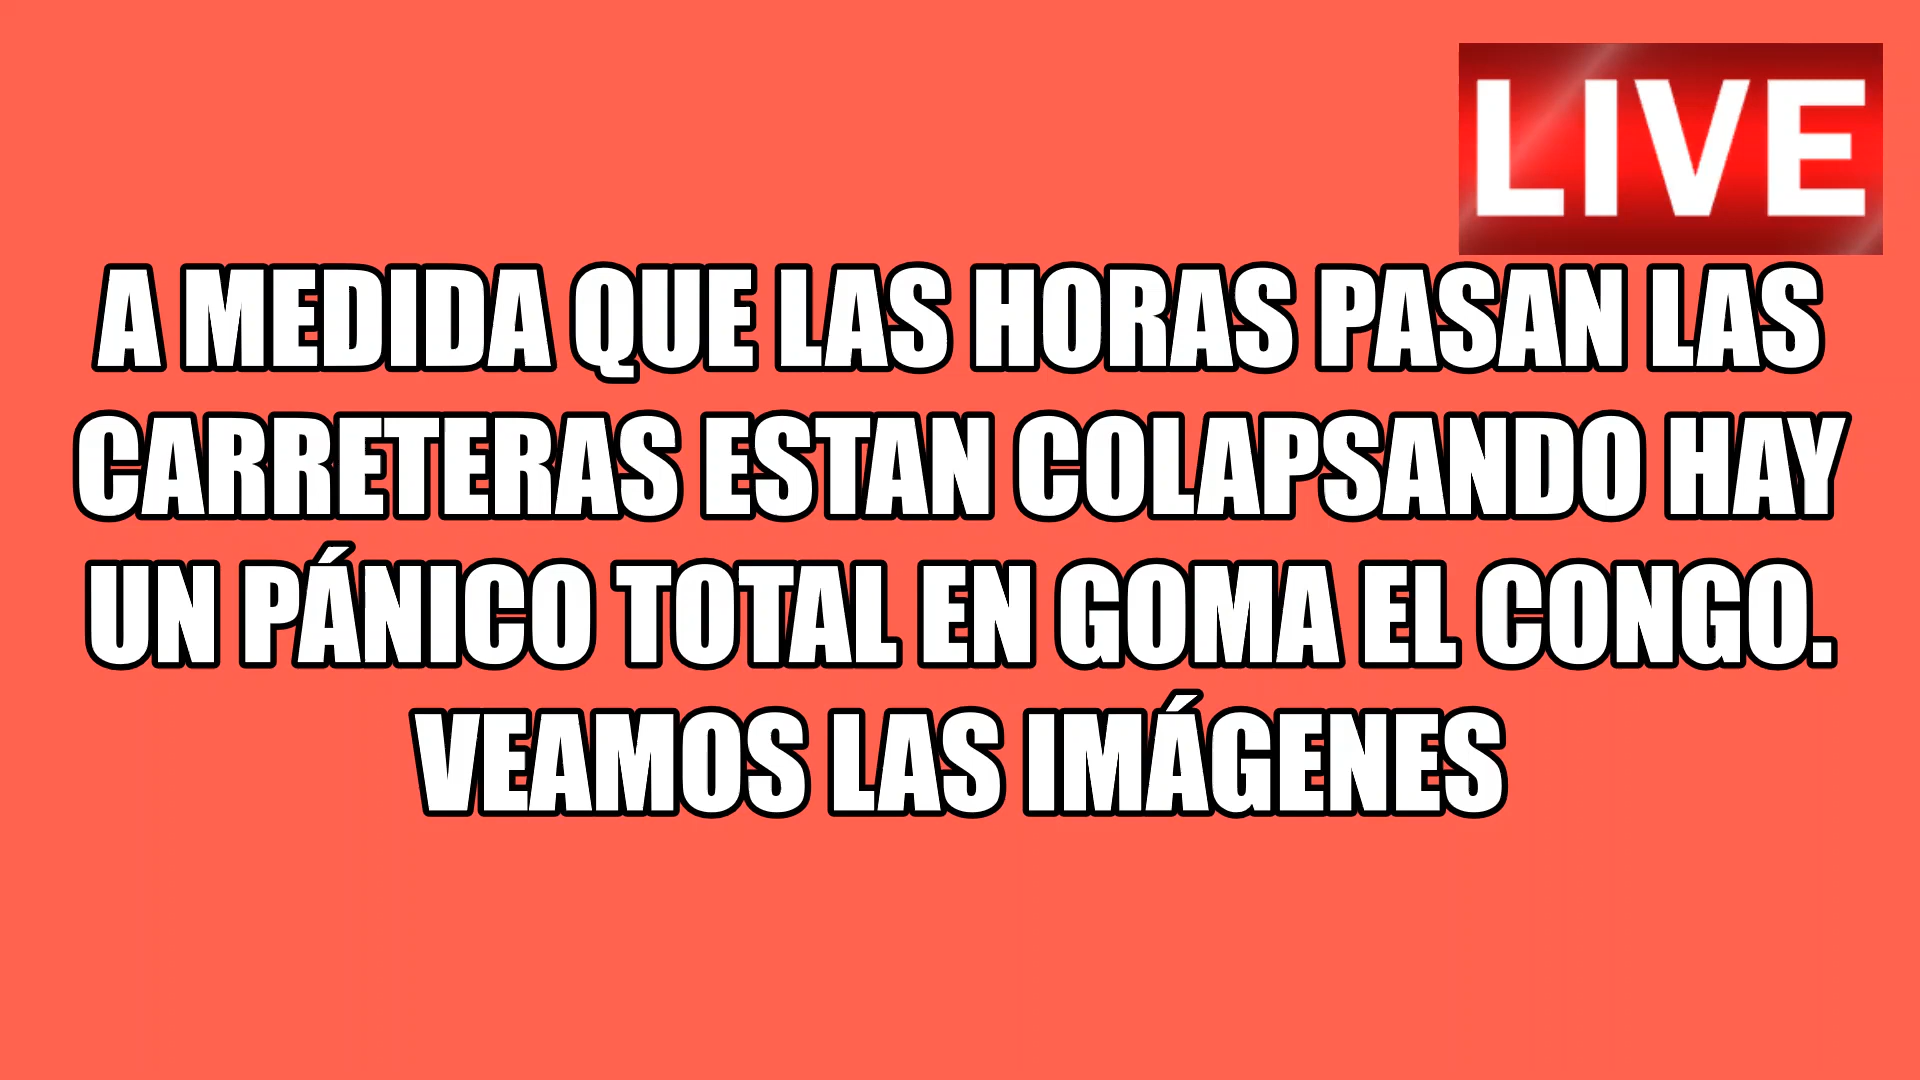 LIVE
A MEDIDA QUE LAS HORAS PASAN LAS
CARRETERAS ESTAN COLAPSANDO HAY
UN PÁNICO TOTAL EN GOMA EL CONGO.
VEAMOS LAS IMÁGENES